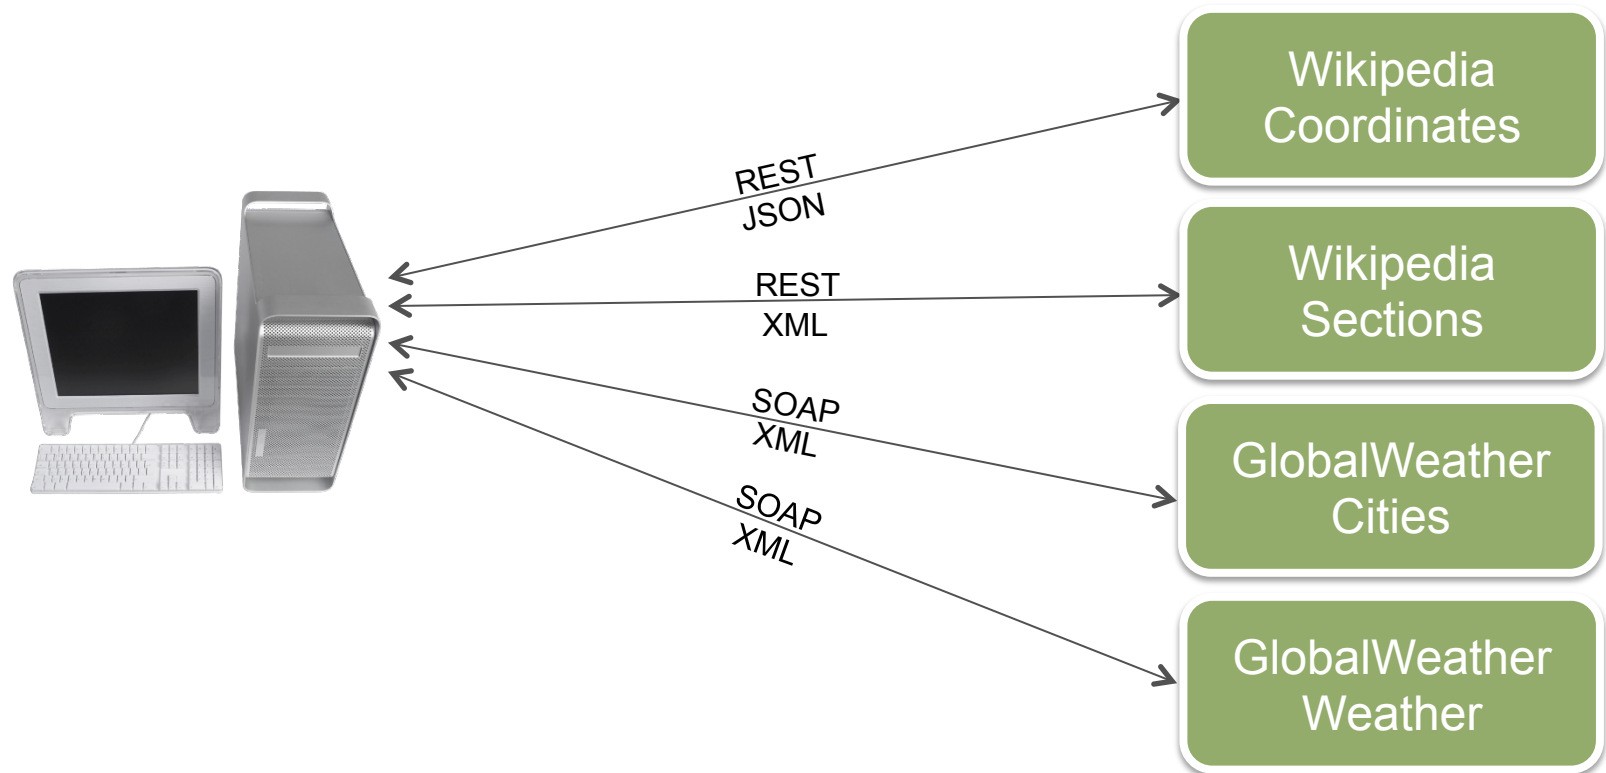 Wikipedia
Coordinates
REST
JSON
Wikipedia
Sections
REST
XML
SOAP
XML
GlobalWeather
Cities
SOAP
XML
GlobalWeather
Weather